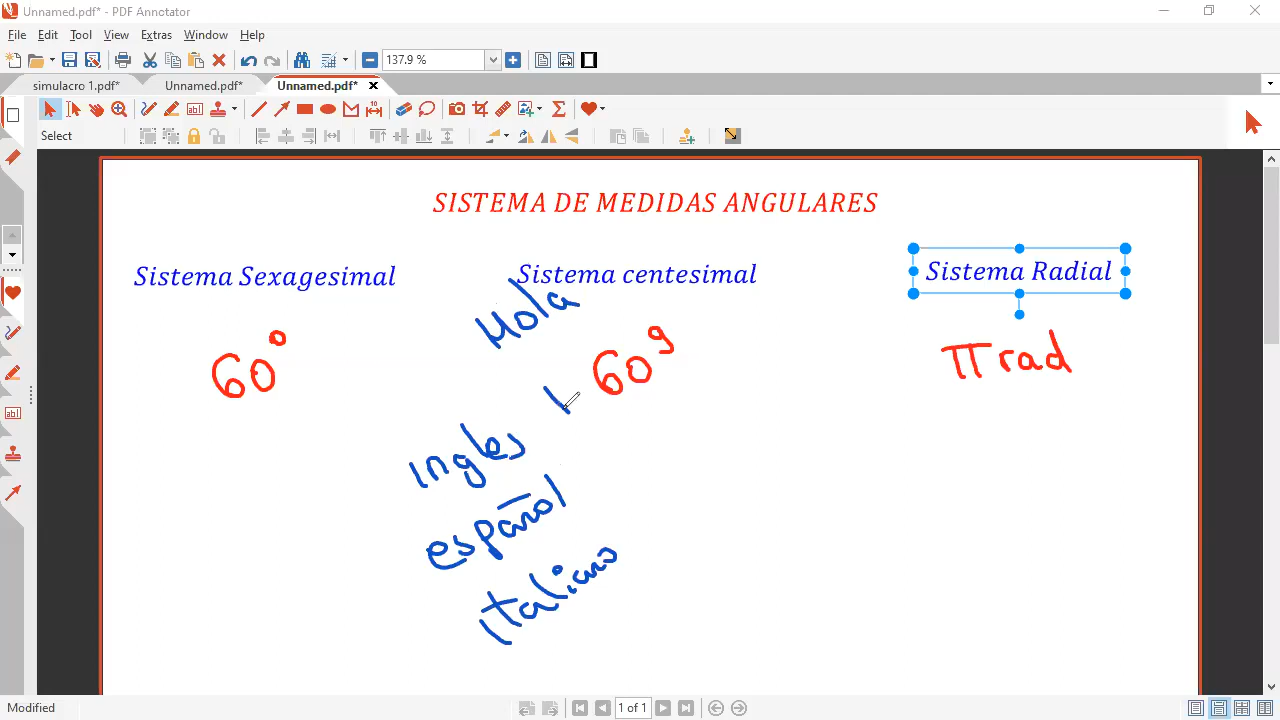 Unnamed.pdf* - PDF Annotator
File Edit Tool View Extras Window Help
137.9 %
simulacro 1.pdf* Unnamed.pdf* Unnamed.pdf*
Select
SISTEMA DE MEDIDAS ANGULARES
Sistema Sexagesimal Sistema centesimal Sistema Radial
Hola
60° 60g π rad
Ingles
español
Italiano
Modified 1 of 1